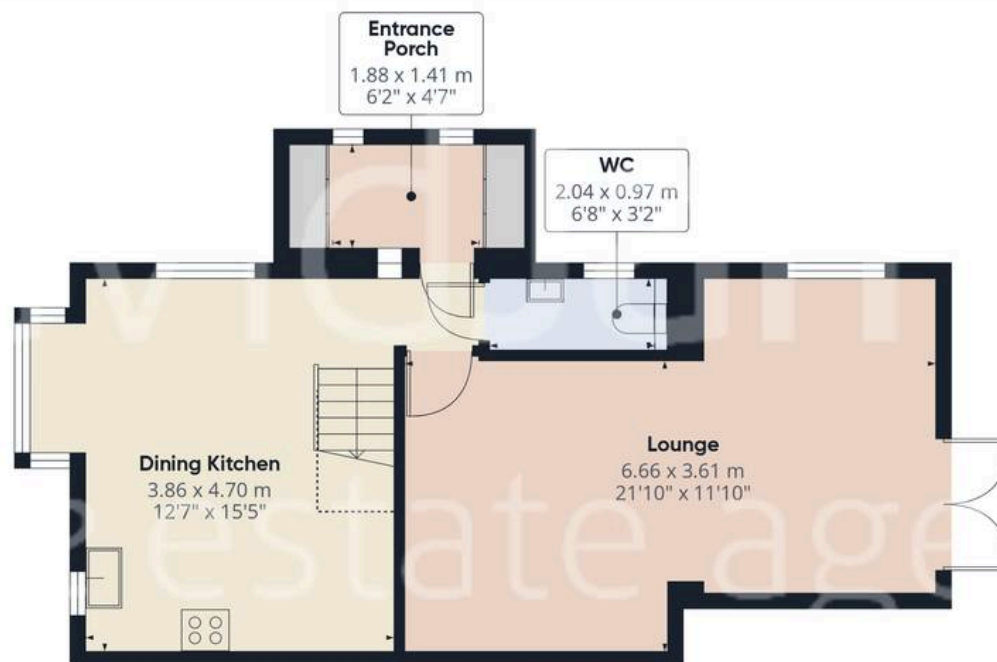 Entrance
Porch
1.88 x 1.41 m
6'2" x 4'7"
WC
2.04 x 0.97 m
6'8" x 3'2"
Dining Kitchen
3.86 x 4.70 m
12'7" x 15'5"
Lounge
6.66 x 3.61 m
21'10" x 11'10"
estate age